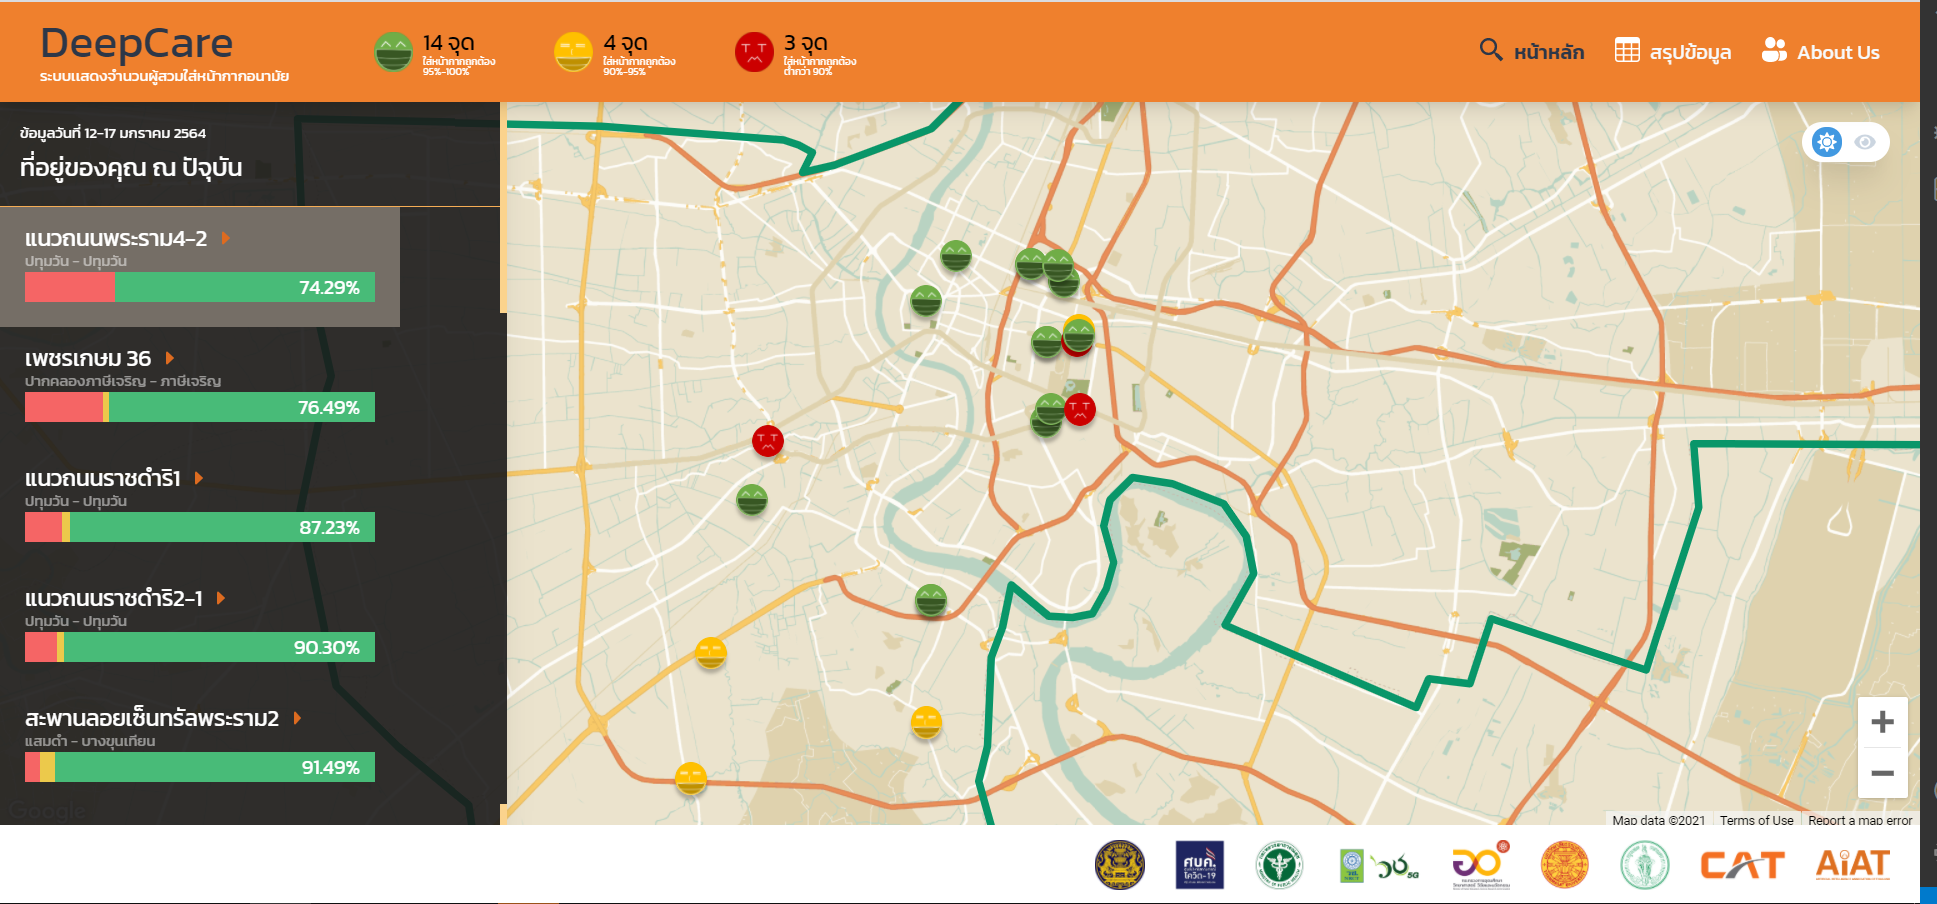 DeepCare
ระบบแสดงจำนวนผู้สวมใส่หน้ากากอนามัย
14 จุด
ใส่หน้ากากถูกต้อง
95%-100%
4 จุด
ใส่หน้ากากถูกต้อง
90%-95%
3 จุด
ใส่หน้ากากถูกต้อง
ต่ำกว่า 90%
หน้าหลัก
สรุปข้อมูล
About Us
ข้อมูลวันที่ 12-17 มกราคม 2564
ที่อยู่ของคุณ ณ ปัจจุบัน
แนวถนนพระราม4-2
ปทุมวัน - ปทุมวัน
74.29%
เพชรเกษม 36
ปากคลองภาษีเจริญ - ภาษีเจริญ
76.49%
แนวถนนราชดำริ1
ปทุมวัน - ปทุมวัน
87.23%
แนวถนนราชดำริ2-1
ปทุมวัน - ปทุมวัน
90.30%
สะพานลอยเซ็นทรัลพระราม2
แสมดำ - บางขุนเทียน
91.49%
Google
Map data ©2021
Terms of Use
Report a map error
ศบค.
โควิด-19
5G
CAT
AiAT